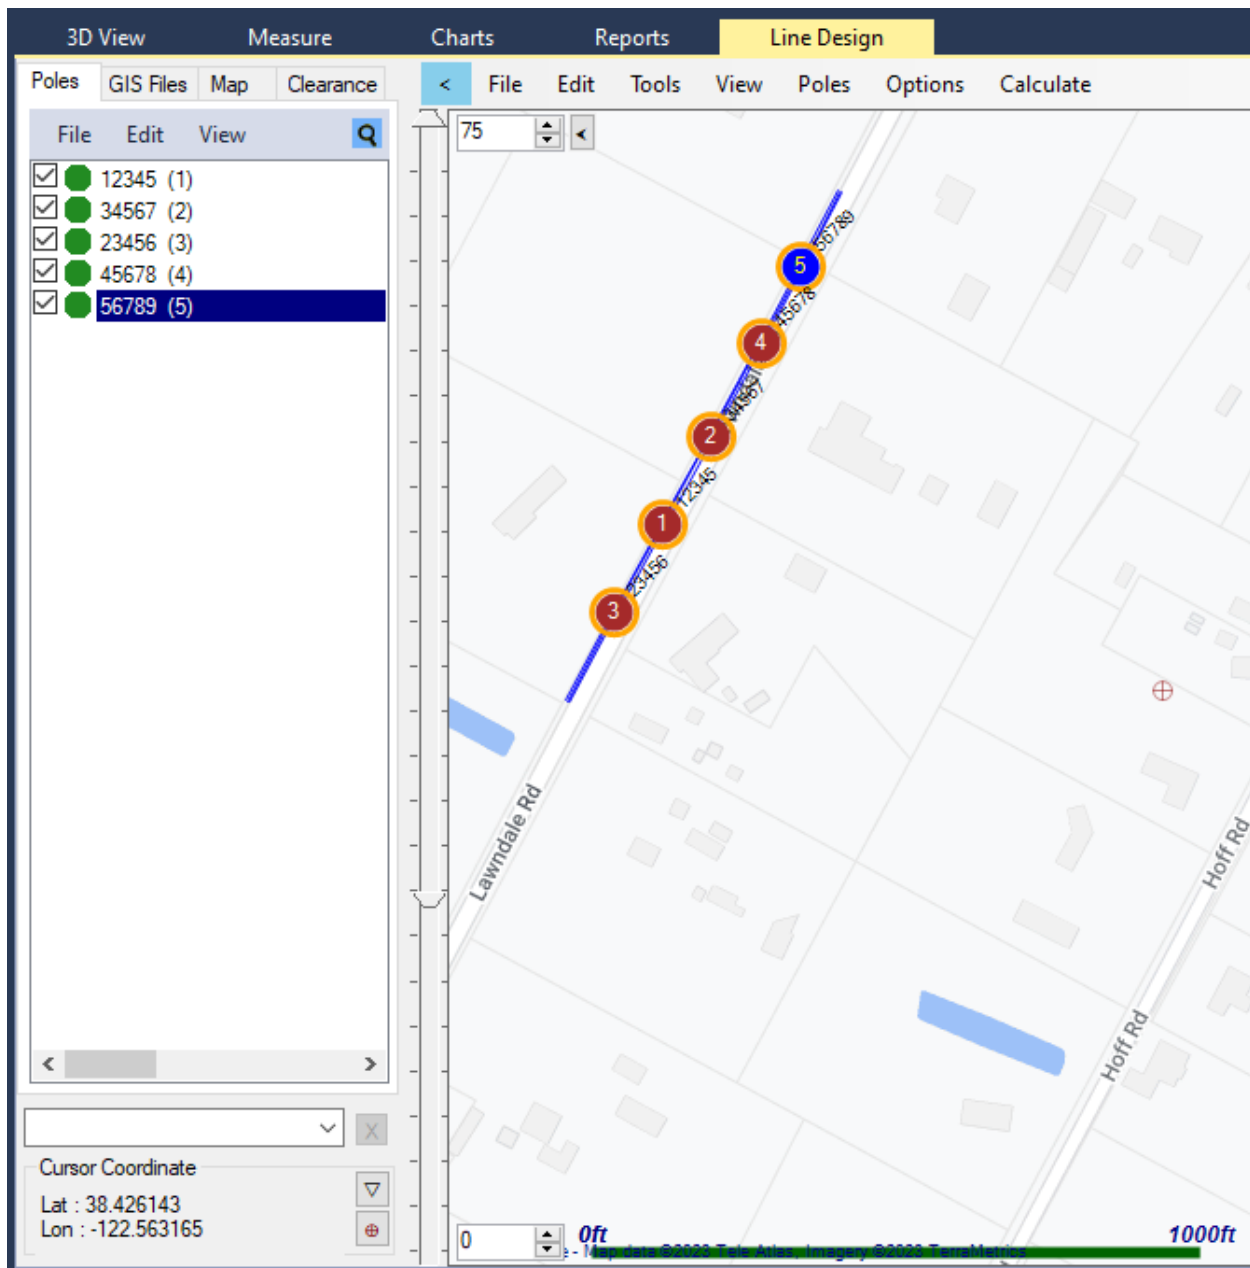 3D View Measure Charts Reports Line Design
Poles GIS Files Map Clearance
< File Edit Tools View Poles Options Calculate
File Edit View
75
12345 (1)
34567 (2)
23456 (3)
45678 (4)
56789 (5)
56789
5
45678
4
34567
2
12345
1
23456
3
Lawndale Rd
Hoff Rd
Hoff Rd
X
Cursor Coordinate
Lat : 38.426143
Lon : -122.563165
0
0ft 1000ft
- Map data ©2023 Tele Atlas, Imagery ©2023 TerraMetrics